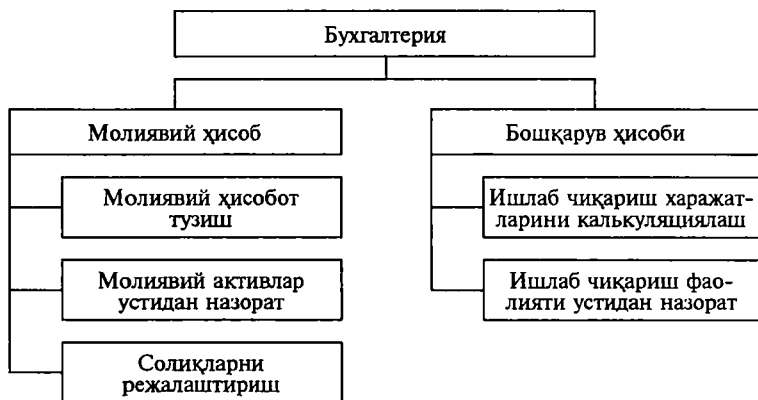 Бухгалтерия
Молиявий ҳисоб
Молиявий ҳисобот
тузиш
Молиявий активлар
устидан назорат
Солиқларни
режалаштириш
Бошқарув ҳисоби
Ишлаб чиқариш харажат-
ларини калькуляциялаш
Ишлаб чиқариш фао-
лияти устидан назорат